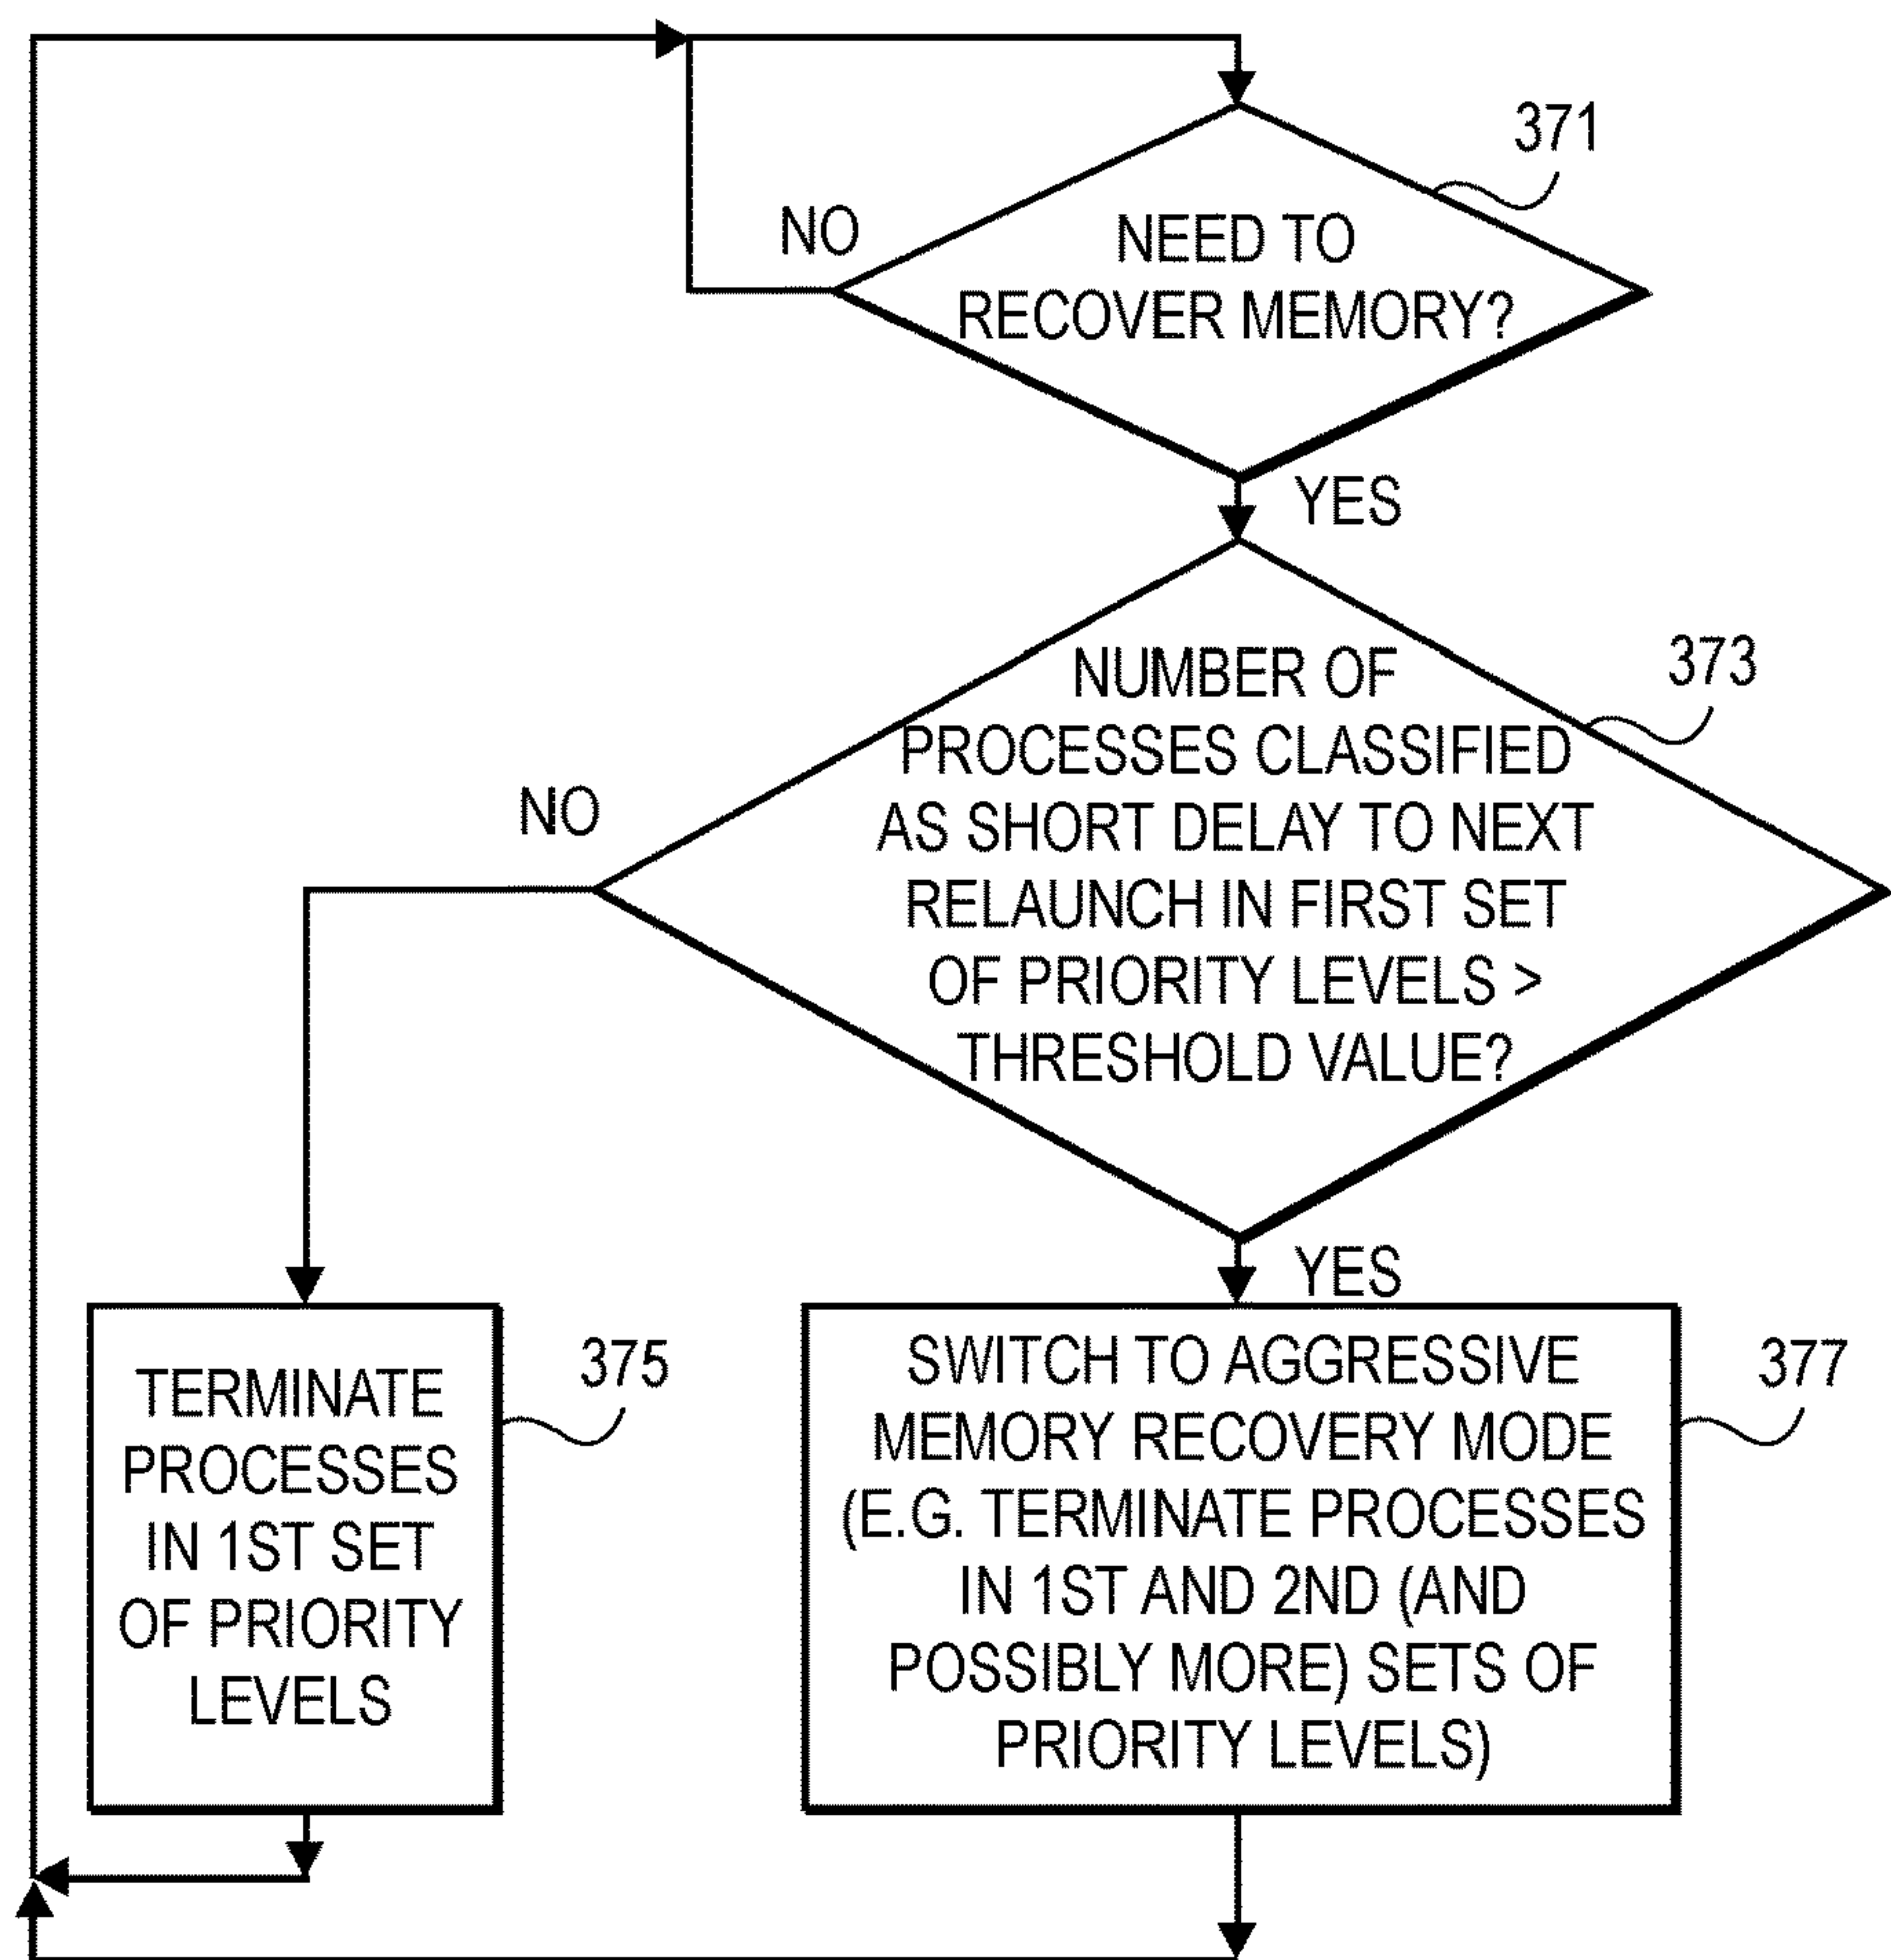 371
NO
NEED TO
RECOVER MEMORY?
YES
373
NUMBER OF
PROCESSES CLASSIFIED
AS SHORT DELAY TO NEXT
RELAUNCH IN FIRST SET
OF PRIORITY LEVELS >
THRESHOLD VALUE?
NO
YES
TERMINATE
PROCESSES
IN 1ST SET
OF PRIORITY
LEVELS
375
SWITCH TO AGGRESSIVE
MEMORY RECOVERY MODE
(E.G. TERMINATE PROCESSES
IN 1ST AND 2ND (AND
POSSIBLY MORE) SETS OF
PRIORITY LEVELS)
377